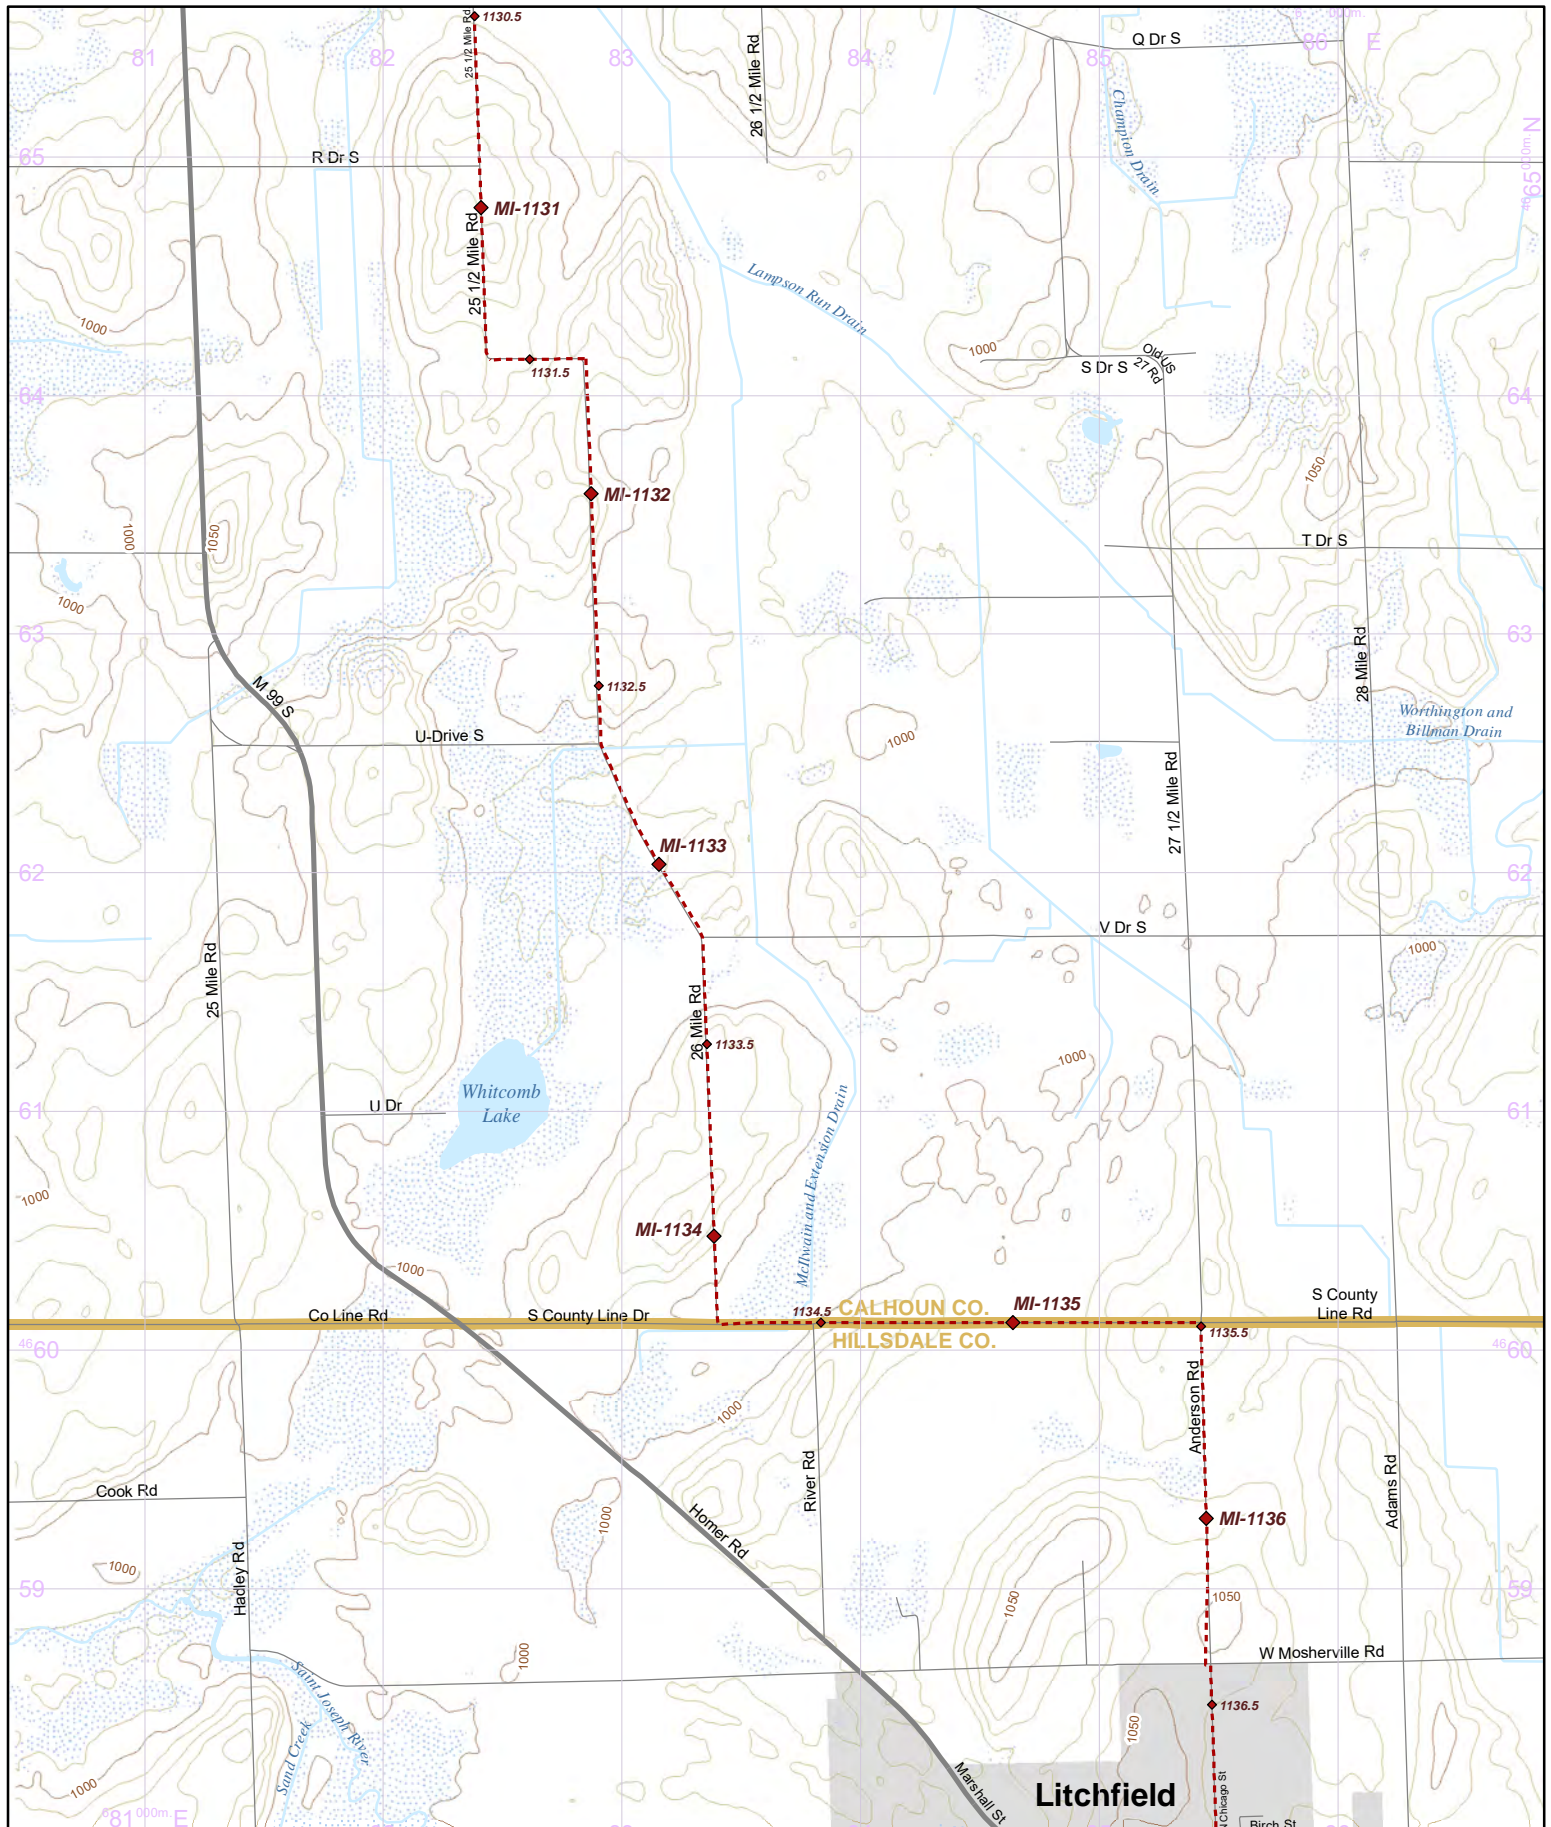 1130.5
25 1/2 Mile Rd
26 1/2 Mile Rd
Q Dr S
000m.
81
82
83
84
85
86
E
Champion Drain
65
R Dr S
4665000m.N
MI-1131
25 1/2 Mile Rd
Lampson Run Drain
1000
1000
Old US
27 Rd
S Dr S
1131.5
64
64
1050
MI-1132
1000
1050
T Dr S
1000
63
63
28 Mile Rd
M 99 S
1132.5
Worthington and
Billman Drain
U-Drive S
1000
27 1/2 Mile Rd
MI-1133
62
62
V Dr S
1000
25 Mile Rd
26 Mile Rd
1133.5
1000
Whitcomb
Lake
U Dr
61
61
McIlwain and Extension Drain
1000
MI-1134
1000
S County
Line Rd
Co Line Rd
S County Line Dr
1134.5
CALHOUN CO.
MI-1135
HILLSDALE CO.
1135.5
4660
4660
Anderson Rd
1000
River Rd
Adams Rd
Cook Rd
Homer Rd
1000
MI-1136
1000
Hadley Rd
59
59
1050
1050
1000
W Mosherville Rd
Saint Joseph River
Sand Creek
1136.5
1050
1000
Marshall St
Litchfield
N Chicago St
681000m.E
Birch St